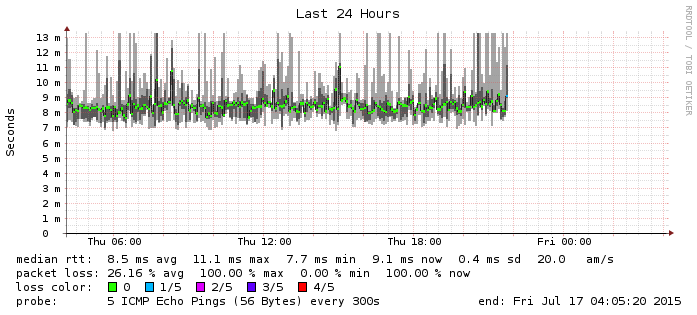 Last 24 Hours
RRDTOOL / TOBI OETIKER
Seconds
13 m
12 m
11 m
10 m
9 m
8 m
7 m
6 m
5 m
4 m
3 m
2 m
1 m
0
Thu 06:00 Thu 12:00 Thu 18:00 Fri 00:00
median rtt: 8.5 ms avg 11.1 ms max 7.7 ms min 9.1 ms now 0.4 ms sd 20.0 am/s
packet loss: 26.16 % avg 100.00 % max 0.00 % min 100.00 % now
loss color: 0 1/5 2/5 3/5 4/5
probe: 5 ICMP Echo Pings (56 Bytes) every 300s end: Fri Jul 17 04:05:20 2015